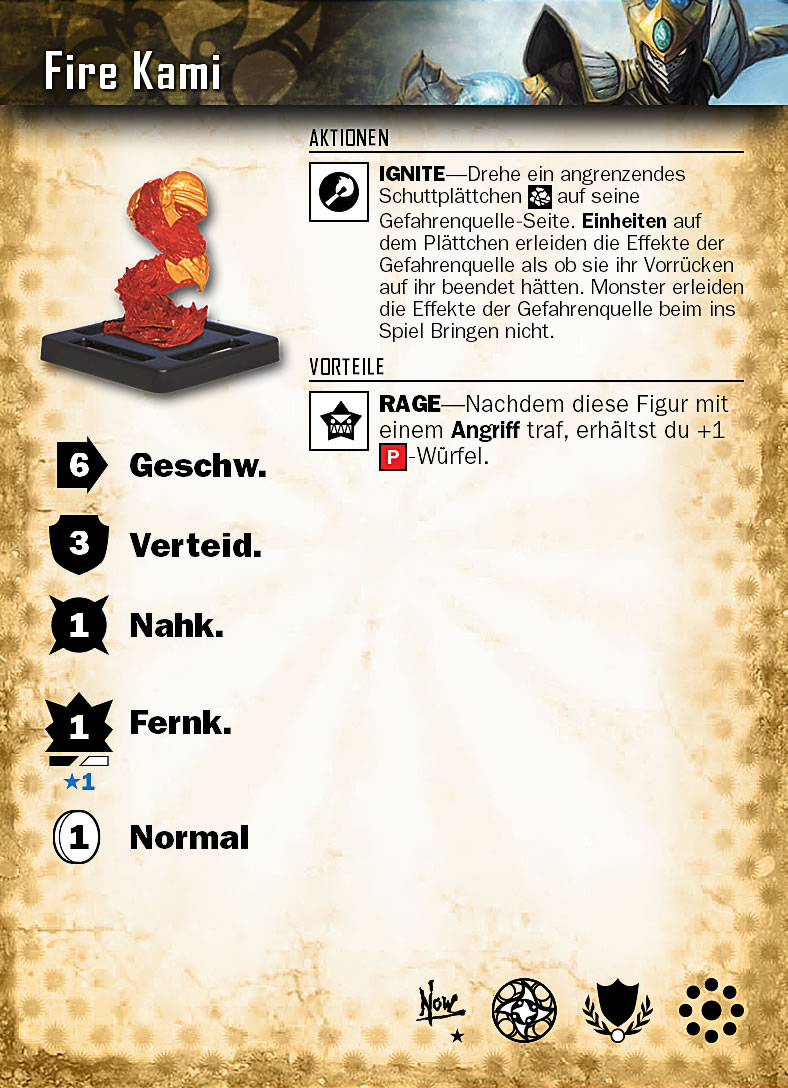 Fire Kami
AKTIONEN
IGNITE—Drehe ein angrenzendes
Schuttplättchen auf seine
Gefahrenquelle-Seite. Einheiten auf
dem Plättchen erleiden die Effekte der
Gefahrenquelle als ob sie ihr Vorrücken
auf ihr beendet hätten. Monster erleiden
die Effekte der Gefahrenquelle beim ins
Spiel Bringen nicht.
VORTEILE
RAGE—Nachdem diese Figur mit
einem Angriff traf, erhältst du +1
P-Würfel.
6 Geschw.
3 Verteid.
1 Nahk.
1 Fernk.
★1
1 Normal
Now